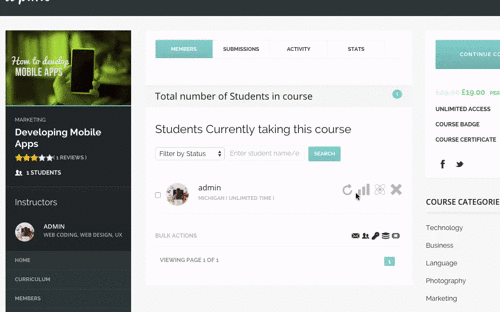 How to develop
MOBILE APPS
MARKETING
Developing Mobile
Apps
( 1 REVIEWS )
1 STUDENTS
Instructors
ADMIN
WEB CODING, WEB DESIGN, UX
HOME
CURRICULUM
MEMBERS
MEMBERS
SUBMISSIONS
ACTIVITY
STATS
Total number of Students in course
1
Students Currently taking this course
Filter by Status
Enter student name/e
SEARCH
admin
MICHIGAN ( UNLIMITED TIME )
BULK ACTIONS
VIEWING PAGE 1 OF 1
1
CONTINUE CO
£29.00 £19.00 PER
UNLIMITED ACCESS
COURSE BADGE
COURSE CERTIFICATE
COURSE CATEGORIE
Technology
Business
Language
Photography
Marketing